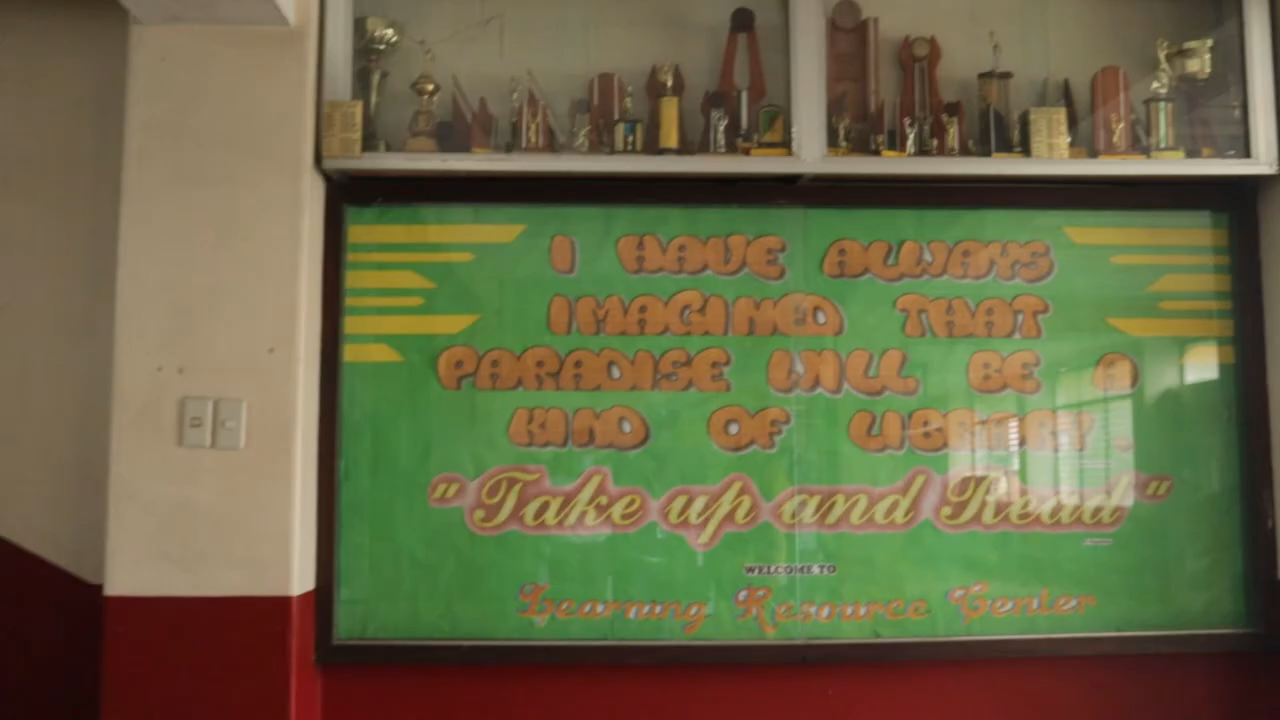 I HAVE ALWAYS
IMAGINED THAT
PARADISE WILL BE A
KIND OF LIBRARY.
"Take up and Read"
WELCOME TO
Learning Resource Center